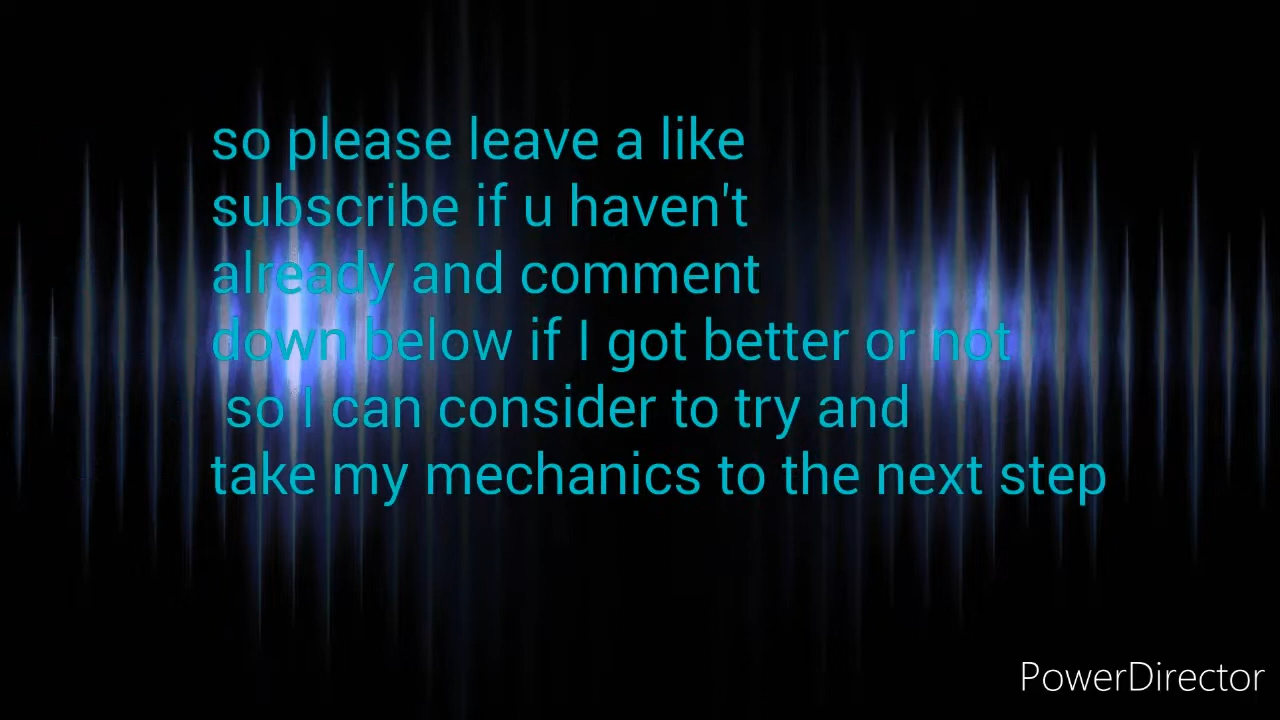 so please leave a like
subscribe if u haven't
already and comment
down below if I got better or not
so I can consider to try and
take my mechanics to the next step
PowerDirector